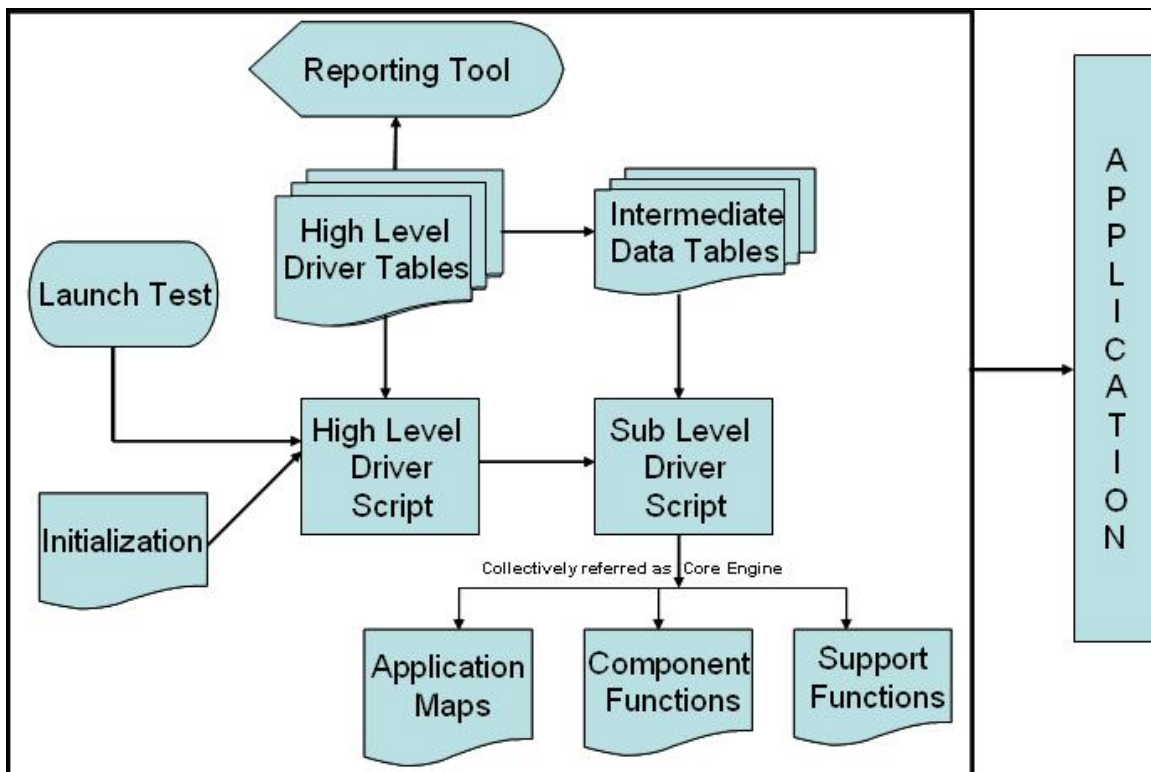 Reporting Tool
High Level
Driver Tables
Intermediate
Data Tables
Launch Test
High Level
Driver
Script
Sub Level
Driver
Script
Initialization
Collectively referred as Core Engine
Application
Maps
Component
Functions
Support
Functions
A
P
P
L
I
C
A
T
I
O
N